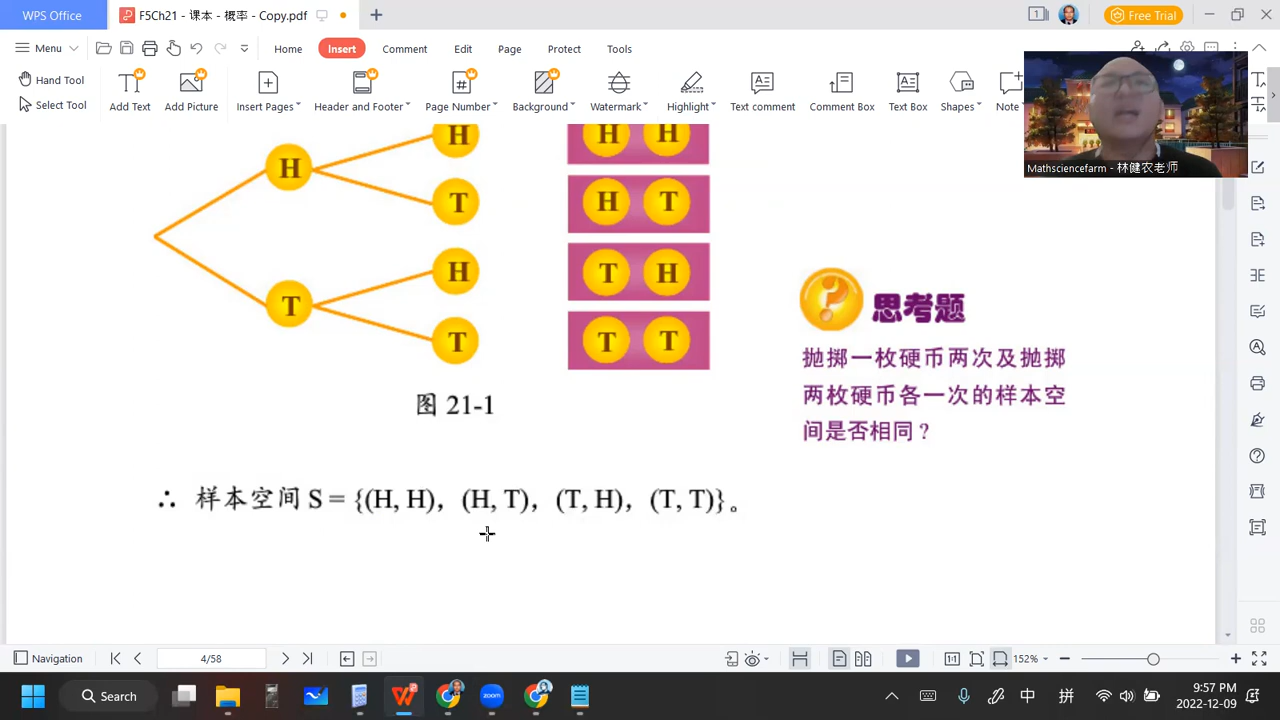 WPS Office
F5Ch21 - 课本 - 概率 - Copy.pdf
1
Free Trial
Menu
Home
Insert
Comment
Edit
Page
Protect
Tools
Hand Tool
Select Tool
Add Text
Add Picture
Insert Pages
Header and Footer
Page Number
Background
Watermark
Highlight
Text comment
Comment Box
Text Box
Shapes
Note
Mathsciencefarm - 林健农老师
H
H
H H
T
H T
T
H
T H
T
T T
图 21-1
? 思考题
抛掷一枚硬币两次及抛掷
两枚硬币各一次的样本空
间是否相同？
∴ 样本空间 S = {(H, H)，(H, T)，(T, H)，(T, T)}。
Navigation
4/58
1:1
152%
Search
中
拼
9:57 PM
2022-12-09